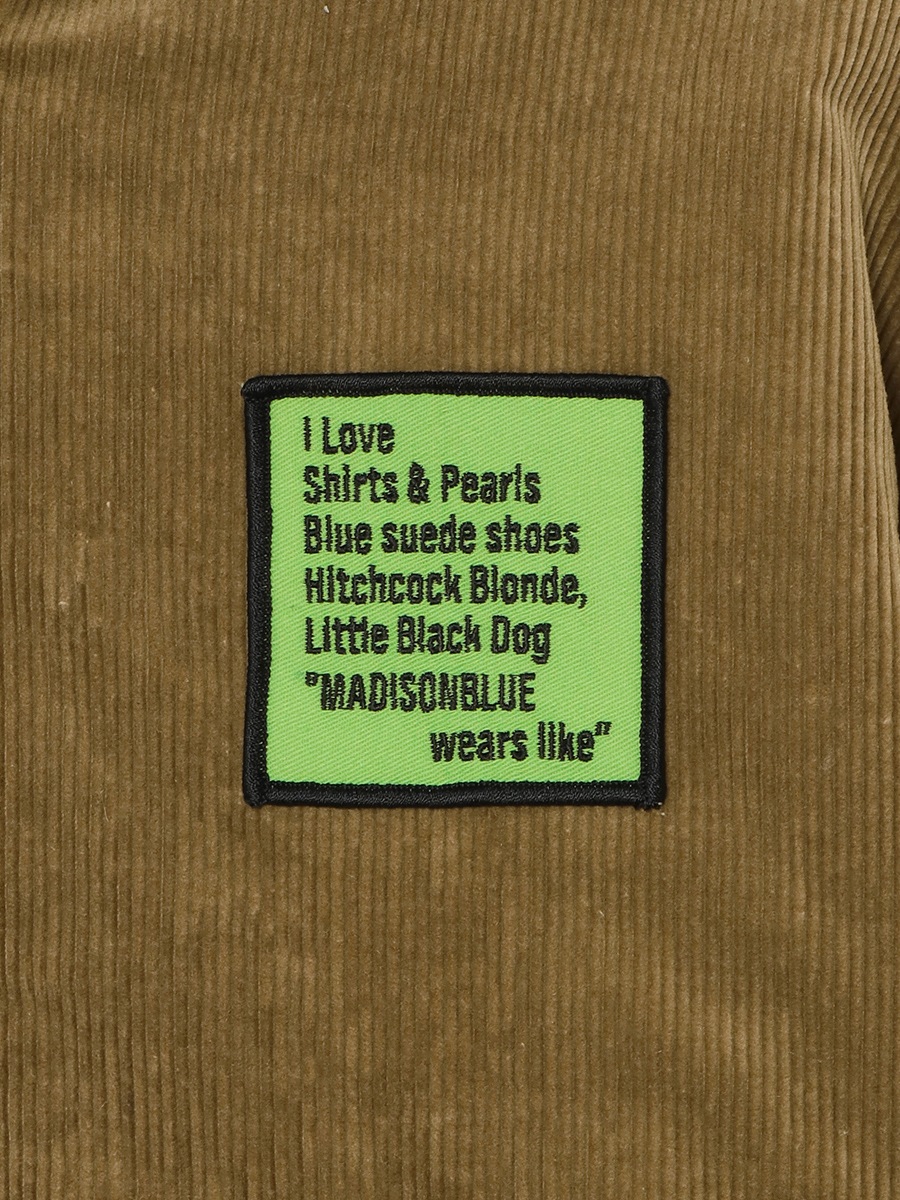 I Love
Shirts & Pearls
Blue suede shoes
Hitchcock Blonde,
Little Black Dog
"MADISONBLUE
wears like"